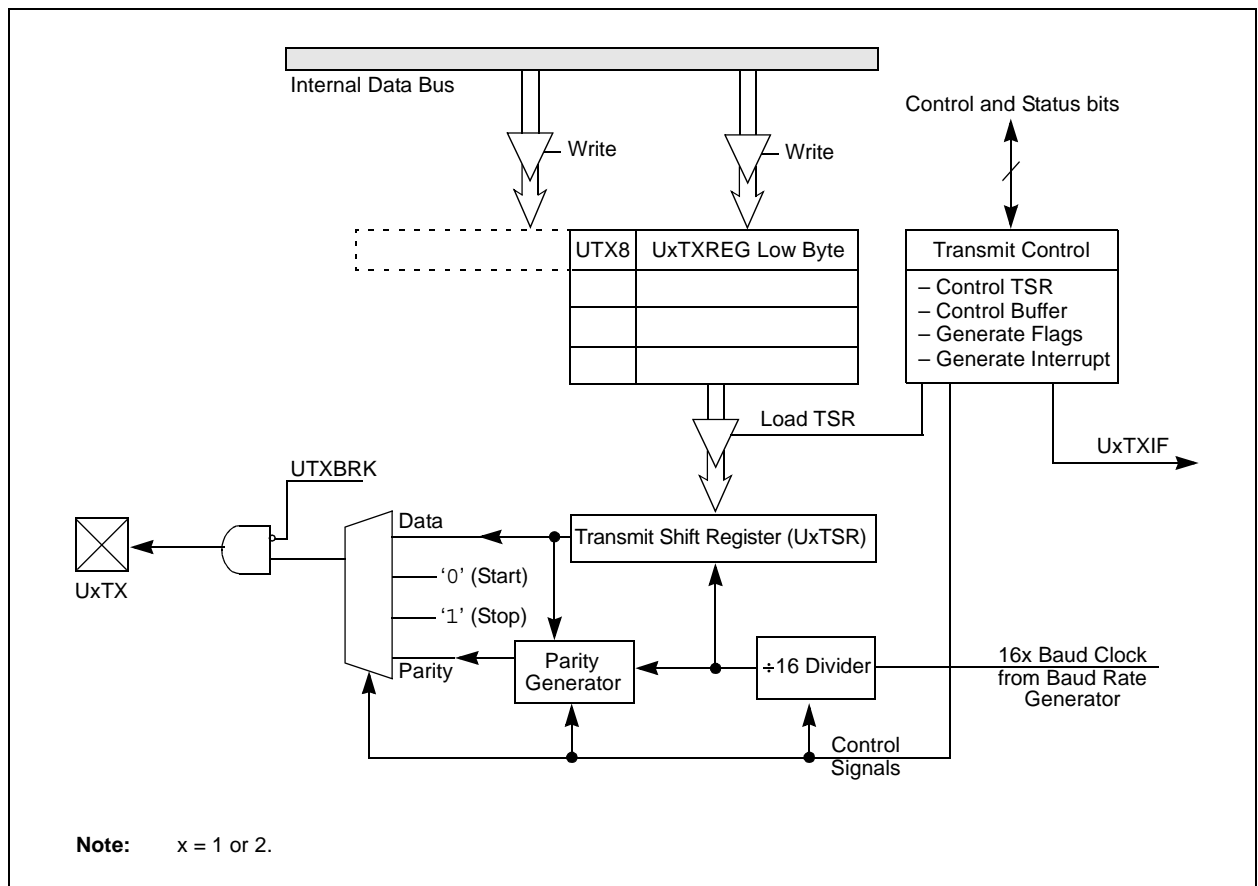 Internal Data Bus
Control and Status bits
Write
Write
UTX8
UxTXREG Low Byte
Transmit Control
– Control TSR
– Control Buffer
– Generate Flags
– Generate Interrupt
Load TSR
UxTXIF
UTXBRK
Data
Transmit Shift Register (UxTSR)
UxTX
‘0’ (Start)
‘1’ (Stop)
Parity
Parity
Generator
÷16 Divider
16x Baud Clock
from Baud Rate
Generator
Control
Signals
Note: x = 1 or 2.